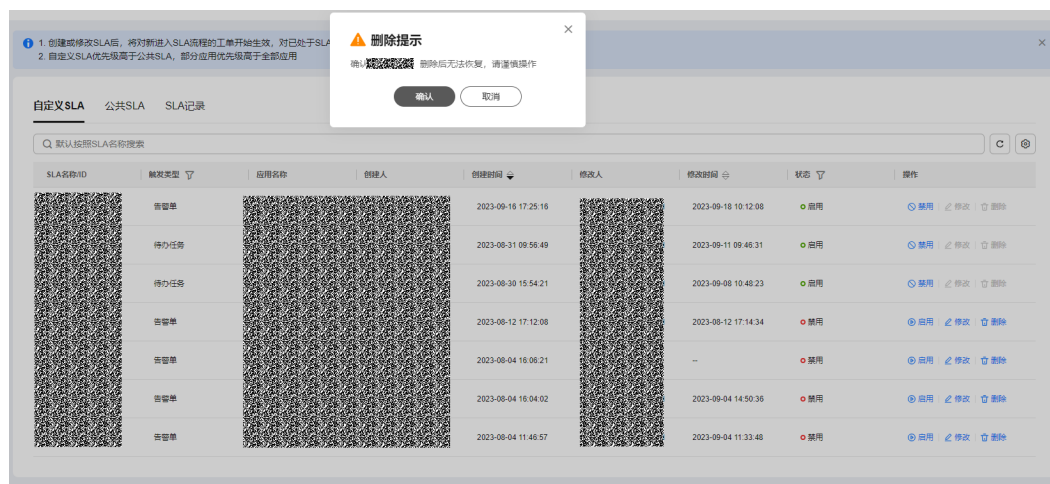 1. 创建或修改SLA后，将对新进入SLA流程的工单开始生效，对已处于SLA
2. 自定义SLA优先级高于公共SLA，部分应用优先级高于全部应用
删除提示
确认 删除后无法恢复，请谨慎操作
确认 取消
自定义SLA 公共SLA SLA记录
默认按照SLA名称搜索
SLA名称/ID 触发类型 应用名称 创建人 创建时间 修改人 修改时间 状态 操作
告警单 2023-09-16 17:25:16 2023-09-18 10:12:08 启用 禁用 修改 删除
待办任务 2023-08-31 09:56:49 2023-09-11 09:46:31 启用 禁用 修改 删除
待办任务 2023-08-30 15:54:21 2023-09-08 10:48:23 启用 禁用 修改 删除
告警单 2023-08-12 17:12:08 2023-08-12 17:14:34 禁用 启用 修改 删除
告警单 2023-08-04 16:06:21 -- 禁用 启用 修改 删除
告警单 2023-08-04 16:04:02 2023-09-04 14:50:36 禁用 启用 修改 删除
告警单 2023-08-04 11:46:57 2023-09-04 11:33:48 禁用 启用 修改 删除